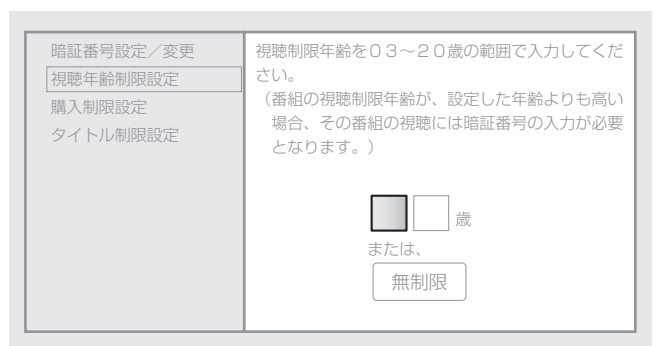 暗証番号設定／変更
視聴年齢制限設定
購入制限設定
タイトル制限設定
視聴制限年齢を０３～２０歳の範囲で入力してくだ
さい。
（番組の視聴制限年齢が、設定した年齢よりも高い
場合、その番組の視聴には暗証番号の入力が必要
となります。）
歳
または、
無制限